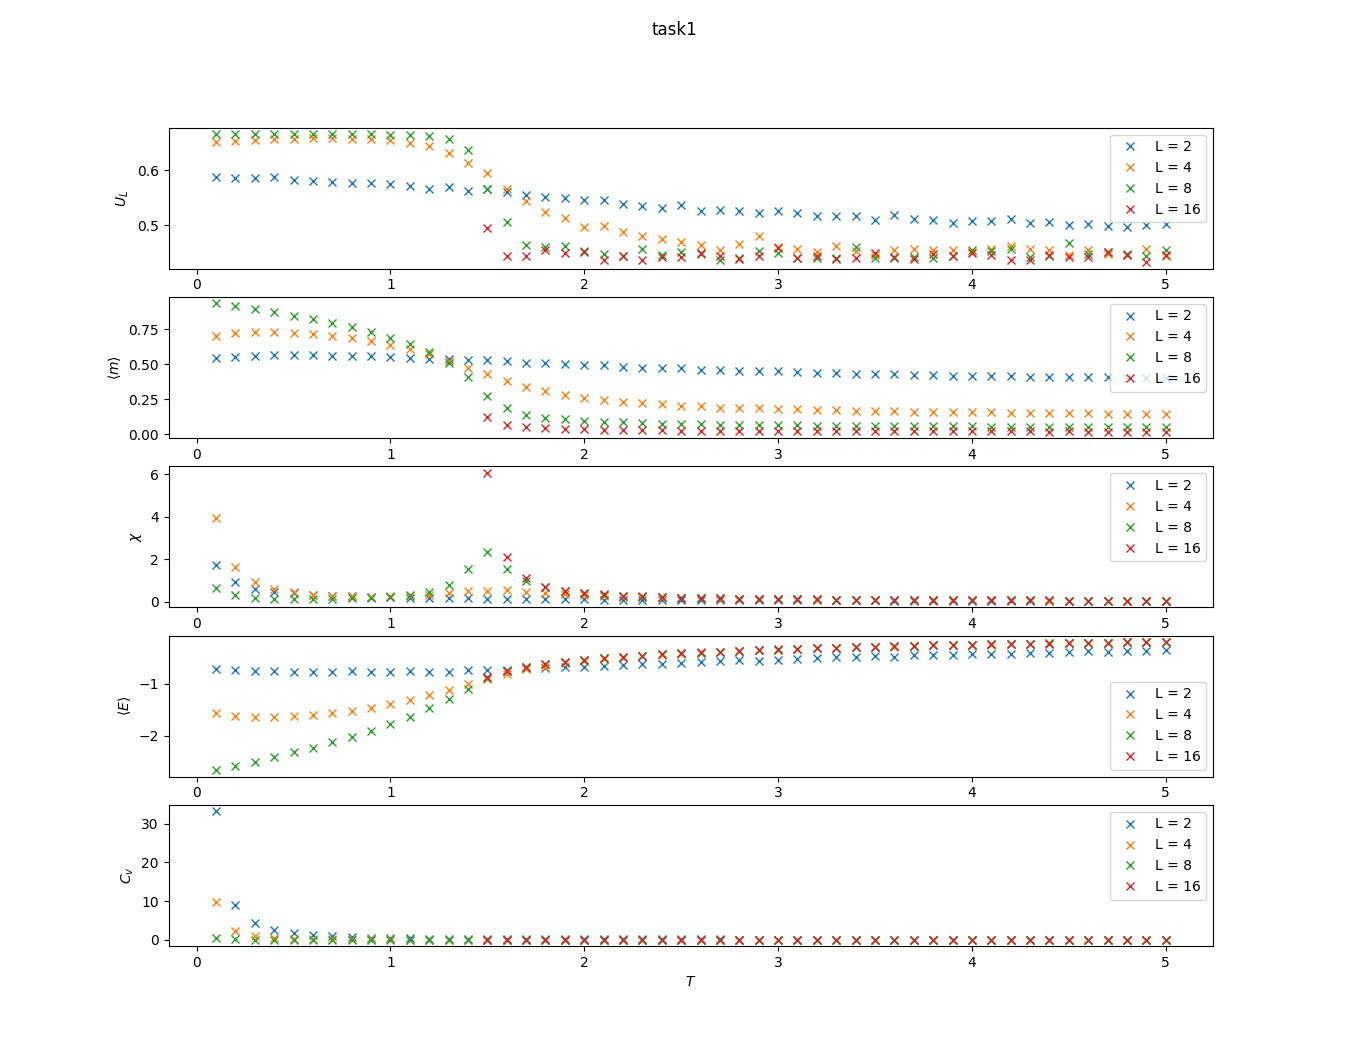 task1
U_L
0.6
0.5
L = 2
L = 4
L = 8
L = 16
0 1 2 3 4 5
⟨m⟩
0.75
0.50
0.25
0.00
L = 2
L = 4
L = 8
L = 16
0 1 2 3 4 5
χ
6
4
2
0
L = 2
L = 4
L = 8
L = 16
0 1 2 3 4 5
⟨E⟩
−1
−2
L = 2
L = 4
L = 8
L = 16
0 1 2 3 4 5
C_v
30
20
10
0
L = 2
L = 4
L = 8
L = 16
0 1 2 3 4 5
T